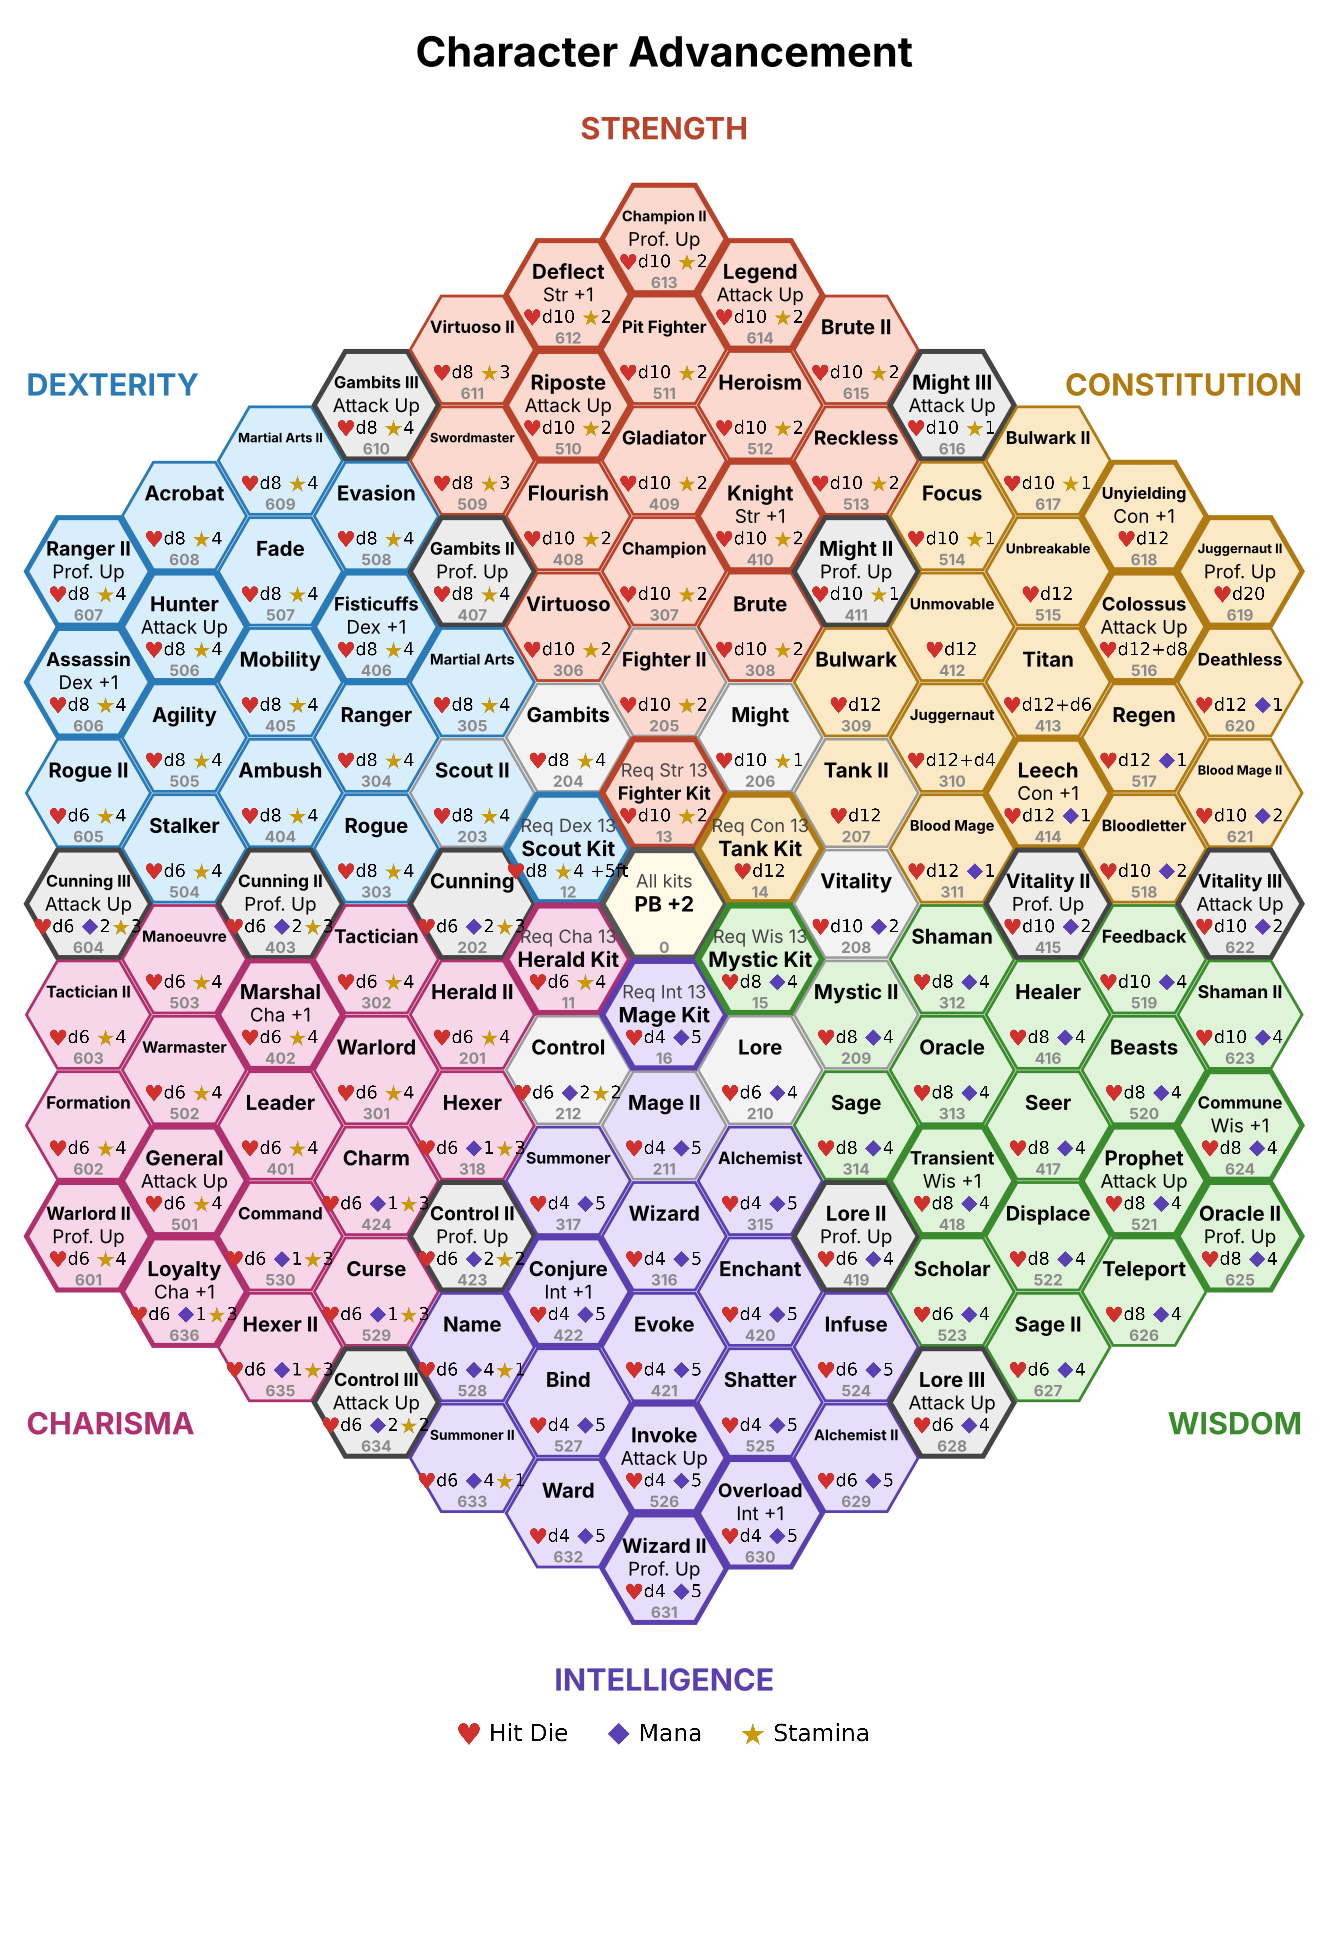 Character Advancement
STRENGTH
Champion II
Prof. Up
♥d10 ★2
613
Deflect
Str +1
♥d10 ★2
612
Legend
Attack Up
♥d10 ★2
614
Virtuoso II
♥d8 ★3
611
Pit Fighter
♥d10 ★2
511
Brute II
♥d10 ★2
615
DEXTERITY
CONSTITUTION
Gambits III
Attack Up
♥d8 ★4
610
Riposte
Attack Up
♥d10 ★2
510
Heroism
♥d10 ★2
512
Might III
Attack Up
♥d10 ★1
616
Martial Arts II
♥d8 ★4
609
Swordmaster
♥d8 ★3
509
Gladiator
♥d10 ★2
409
Reckless
♥d10 ★2
513
Bulwark II
♥d10 ★1
617
Acrobat
♥d8 ★4
608
Evasion
♥d8 ★4
508
Flourish
♥d10 ★2
408
Knight
Str +1
♥d10 ★2
410
Focus
♥d10 ★1
514
Unyielding
Con +1
♥d12
618
Ranger II
Prof. Up
♥d8 ★4
607
Fade
♥d8 ★4
507
Gambits II
Prof. Up
♥d8 ★4
407
Champion
♥d10 ★2
307
Might II
Prof. Up
♥d10 ★1
411
Unbreakable
♥d12
515
Juggernaut II
Prof. Up
♥d20
619
Hunter
Attack Up
♥d8 ★4
506
Fisticuffs
Dex +1
♥d8 ★4
406
Virtuoso
♥d10 ★2
306
Brute
♥d10 ★2
308
Unmovable
♥d12
412
Colossus
Attack Up
♥d12+d8
516
Assassin
Dex +1
♥d8 ★4
606
Mobility
♥d8 ★4
405
Martial Arts
♥d8 ★4
305
Fighter II
♥d10 ★2
205
Bulwark
♥d12
309
Titan
♥d12+d6
413
Deathless
♥d12 ◆1
620
Agility
♥d8 ★4
505
Ranger
♥d8 ★4
304
Gambits
♥d8 ★4
204
Might
♥d10 ★1
206
Juggernaut
♥d12+d4
310
Regen
♥d12 ◆1
517
Rogue II
♥d6 ★4
605
Ambush
♥d8 ★4
404
Scout II
♥d8 ★4
203
Req Str 13
Fighter Kit
♥d10 ★2
13
Tank II
♥d12
207
Leech
Con +1
♥d12 ◆1
414
Blood Mage II
♥d10 ◆2
621
Stalker
♥d6 ★4
504
Rogue
♥d8 ★4
303
Req Dex 13
Scout Kit
♥d8 ★4 +5ft
12
Req Con 13
Tank Kit
♥d12
14
Blood Mage
♥d12 ◆1
311
Bloodletter
♥d10 ◆2
518
Cunning III
Attack Up
♥d6 ◆2★3
604
Cunning II
Prof. Up
♥d6 ◆2★3
403
Cunning
♥d6 ◆2★3
202
All kits
PB +2
0
Vitality
♥d10 ◆2
208
Vitality II
Prof. Up
♥d10 ◆2
415
Vitality III
Attack Up
♥d10 ◆2
622
Manoeuvre
♥d6 ★4
503
Tactician
♥d6 ★4
302
Req Cha 13
Herald Kit
♥d6 ★4
11
Req Wis 13
Mystic Kit
♥d8 ◆4
15
Shaman
♥d8 ◆4
312
Feedback
♥d10 ◆4
519
Tactician II
♥d6 ★4
603
Marshal
Cha +1
♥d6 ★4
402
Herald II
♥d6 ★4
201
Req Int 13
Mage Kit
♥d4 ◆5
16
Mystic II
♥d8 ◆4
209
Healer
♥d8 ◆4
416
Shaman II
♥d10 ◆4
623
Warmaster
♥d6 ★4
502
Warlord
♥d6 ★4
301
Control
♥d6 ◆2★2
212
Lore
♥d6 ◆4
210
Oracle
♥d8 ◆4
313
Beasts
♥d8 ◆4
520
Formation
♥d6 ★4
602
Leader
♥d6 ★4
401
Hexer
♥d6 ◆1★3
318
Mage II
♥d4 ◆5
211
Sage
♥d8 ◆4
314
Seer
♥d8 ◆4
417
Commune
Wis +1
♥d8 ◆4
624
General
Attack Up
♥d6 ★4
501
Charm
♥d6 ◆1★3
424
Summoner
♥d4 ◆5
317
Alchemist
♥d4 ◆5
315
Transient
Wis +1
♥d8 ◆4
418
Prophet
Attack Up
♥d8 ◆4
521
Warlord II
Prof. Up
♥d6 ★4
601
Command
♥d6 ◆1★3
530
Control II
Prof. Up
♥d6 ◆2★2
423
Wizard
♥d4 ◆5
316
Lore II
Prof. Up
♥d6 ◆4
419
Displace
♥d8 ◆4
522
Oracle II
Prof. Up
♥d8 ◆4
625
Loyalty
Cha +1
♥d6 ◆1★3
636
Curse
♥d6 ◆1★3
529
Conjure
Int +1
♥d4 ◆5
422
Enchant
♥d4 ◆5
420
Scholar
♥d6 ◆4
523
Teleport
♥d8 ◆4
626
Hexer II
♥d6 ◆1★3
635
Name
♥d6 ◆4★1
528
Evoke
♥d4 ◆5
421
Infuse
♥d6 ◆5
524
Sage II
♥d6 ◆4
627
Control III
Attack Up
♥d6 ◆2★2
634
Bind
♥d4 ◆5
527
Shatter
♥d4 ◆5
525
Lore III
Attack Up
♥d6 ◆4
628
CHARISMA
WISDOM
Summoner II
♥d6 ◆4★1
633
Invoke
Attack Up
♥d4 ◆5
526
Alchemist II
♥d6 ◆5
629
Ward
♥d4 ◆5
632
Overload
Int +1
♥d4 ◆5
630
Wizard II
Prof. Up
♥d4 ◆5
631
INTELLIGENCE
♥ Hit Die ◆ Mana ★ Stamina